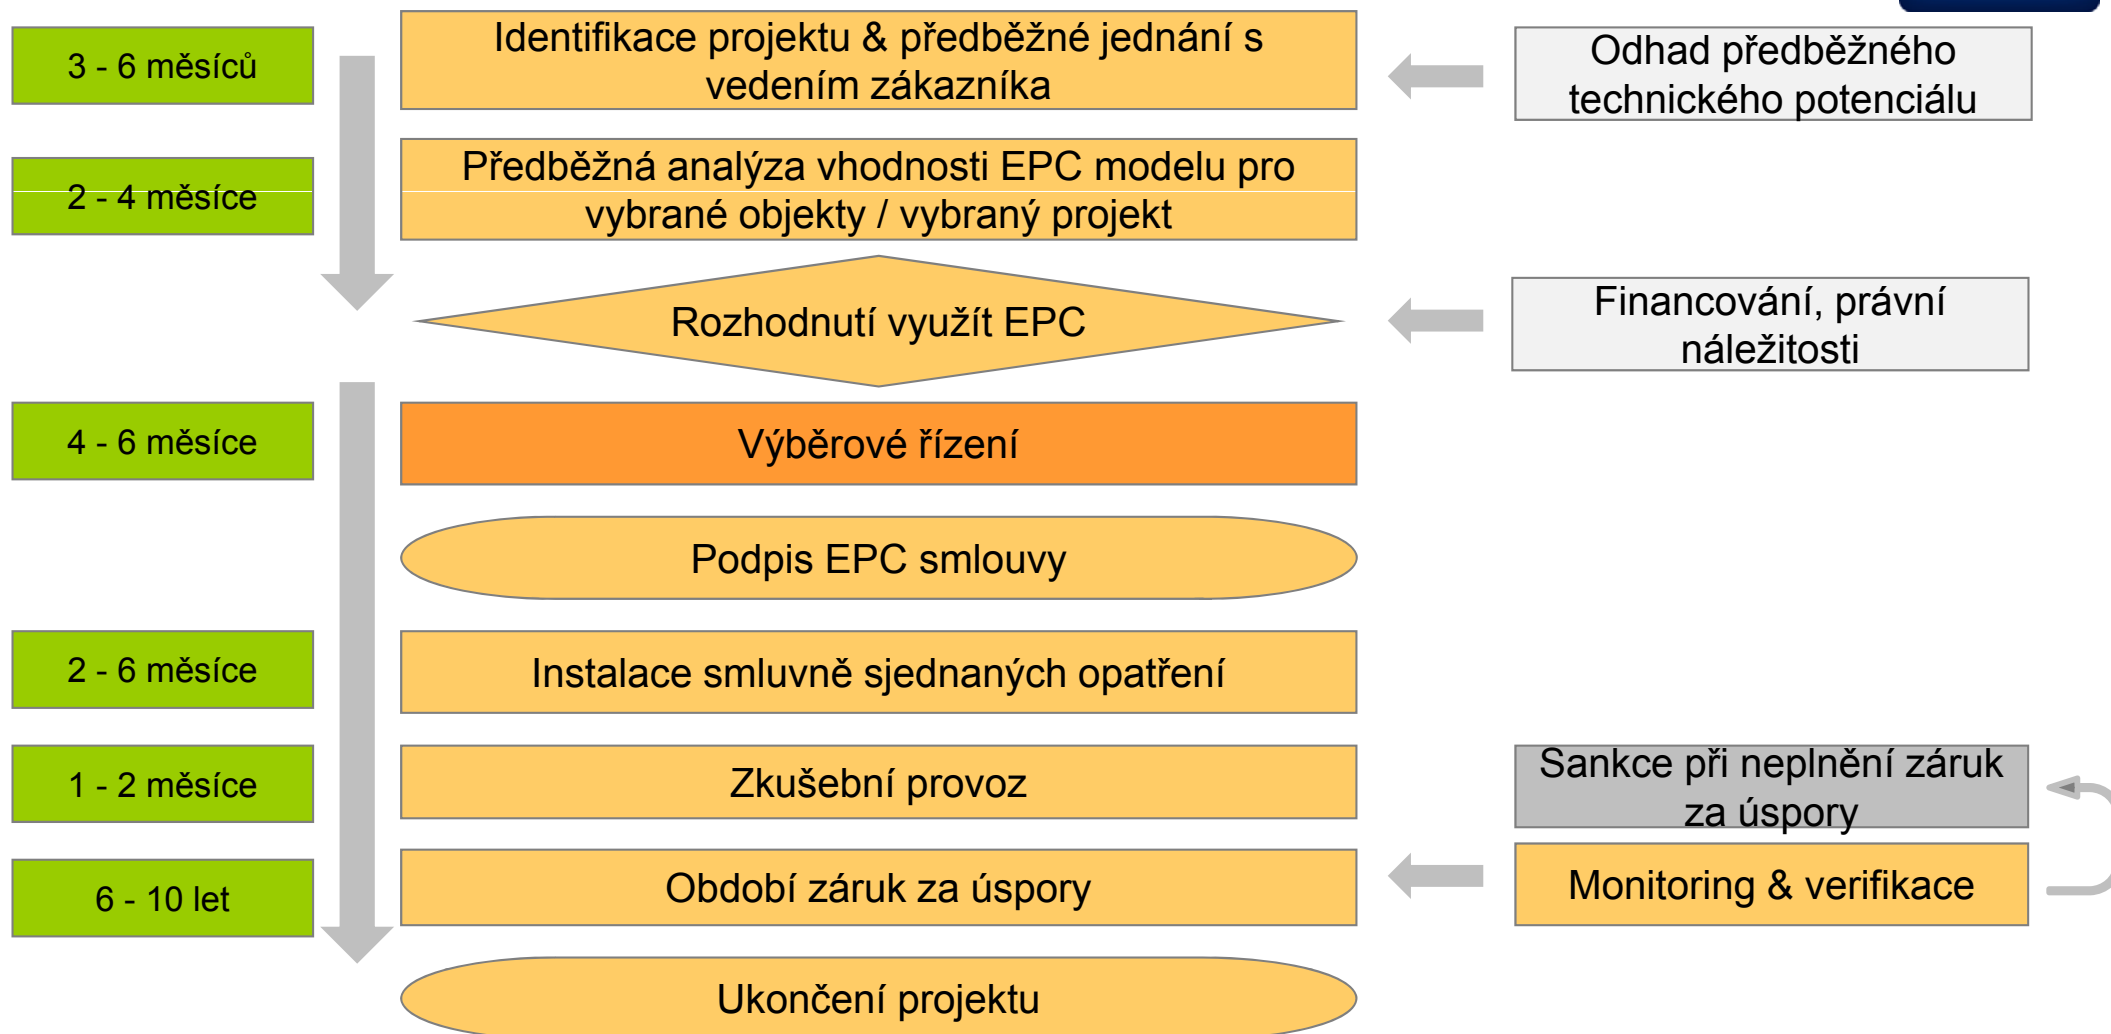 3 - 6 měsíců
Identifikace projektu & předběžné jednání s
vedením zákazníka
Odhad předběžného
technického potenciálu
2 - 4 měsíce
Předběžná analýza vhodnosti EPC modelu pro
vybrané objekty / vybraný projekt
Rozhodnutí využít EPC
Financování, právní
náležitosti
4 - 6 měsíce
Výběrové řízení
Podpis EPC smlouvy
2 - 6 měsíce
Instalace smluvně sjednaných opatření
1 - 2 měsíce
Zkušební provoz
Sankce při neplnění záruk
za úspory
6 - 10 let
Období záruk za úspory
Monitoring & verifikace
Ukončení projektu